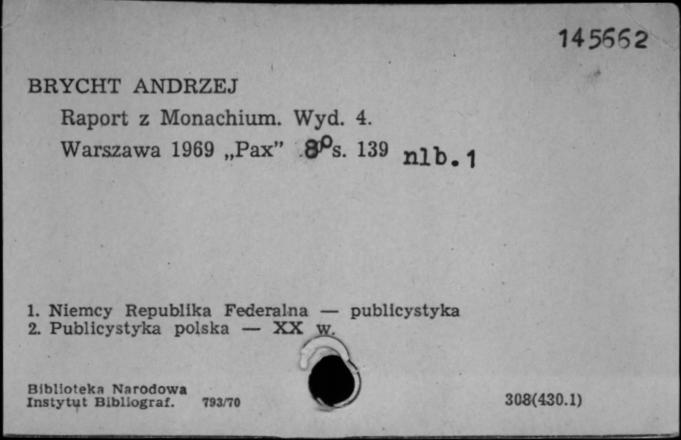 145662
BRYCHT ANDRZEJ
Raport z Monachium. Wyd. 4.
Warszawa 1969 „Pax” 8⁰ s. 139 nlb. 1
1. Niemcy Republika Federalna — publicystyka
2. Publicystyka polska — XX w.
Biblioteka Narodowa
Instytut Bibliograf. 793/70
308(430.1)